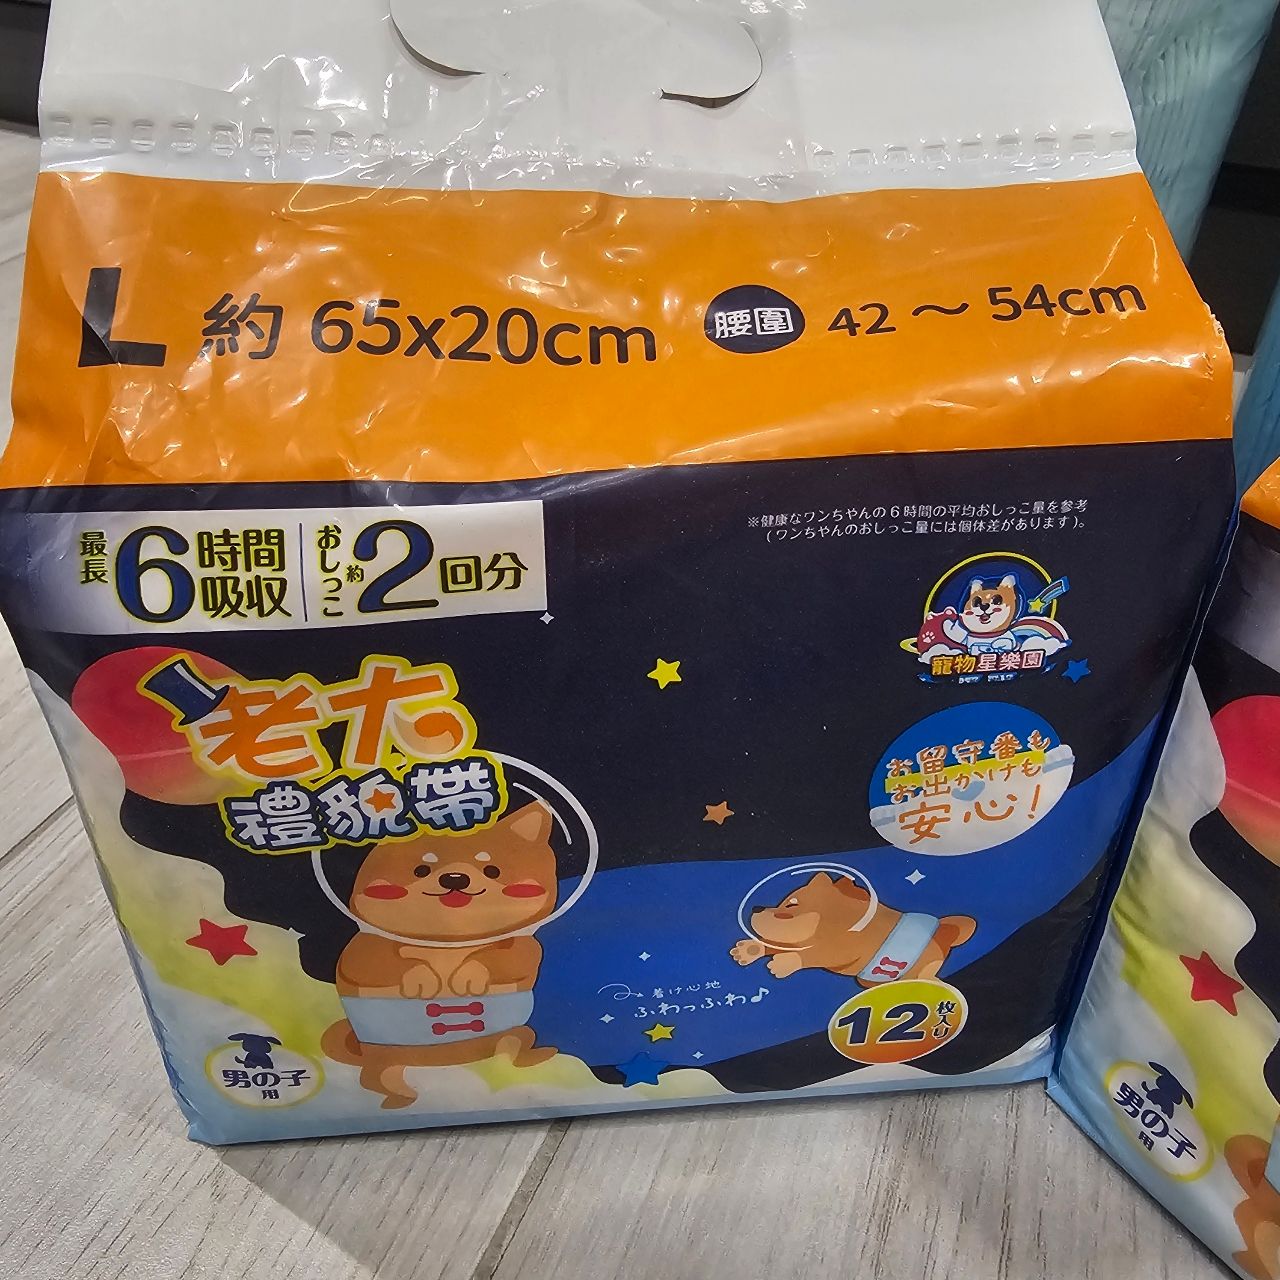 L 約 65x20cm 腰圍 42 ～ 54cm
最長 6 時間吸収 おしっこ 約 2 回分
※健康なワンちゃんの6時間の平均おしっこ量を参考
(ワンちゃんのおしっこ量には個体差があります)。
寵物星樂園
老大
禮貌帶
お留守番も
お出かけも
安心!
着け心地
ふわっふわ♪
12 枚入り
男の子
用
男の子
用